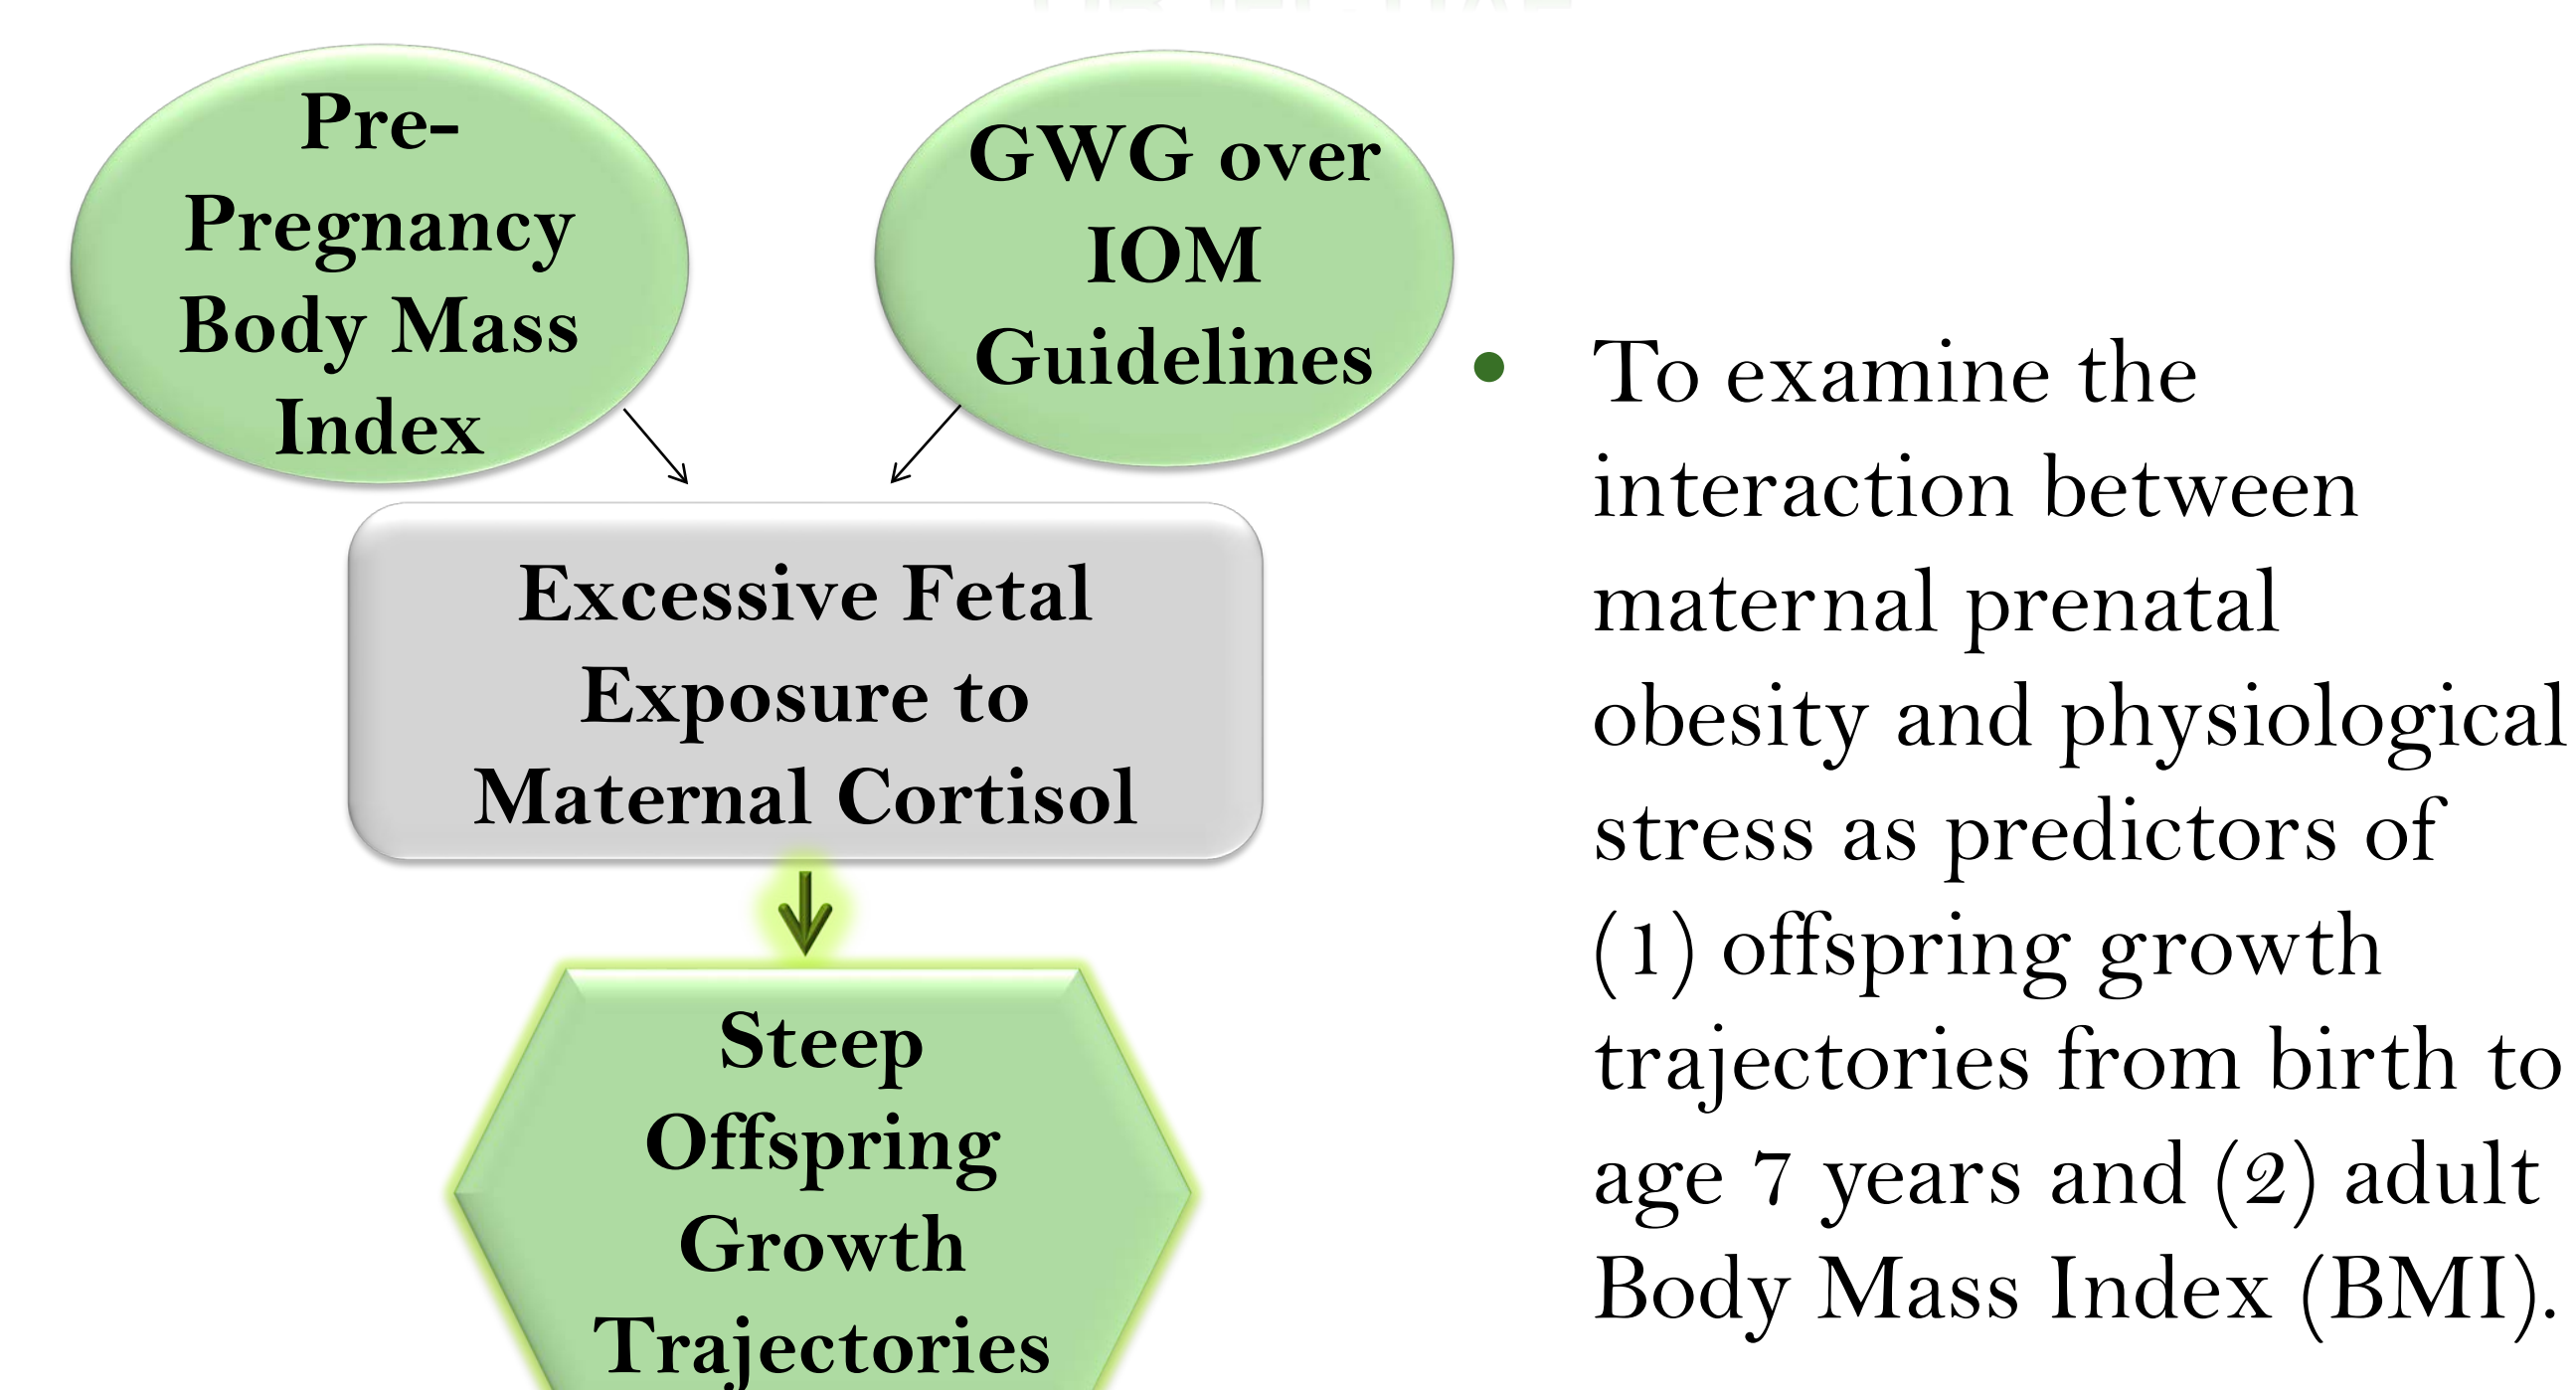 Pre-
Pregnancy
Body Mass
Index
GWG over
IOM
Guidelines
Excessive Fetal
Exposure to
Maternal Cortisol
Steep
Offspring
Growth
Trajectories
• To examine the
interaction between
maternal prenatal
obesity and physiological
stress as predictors of
(1) offspring growth
trajectories from birth to
age 7 years and (2) adult
Body Mass Index (BMI).